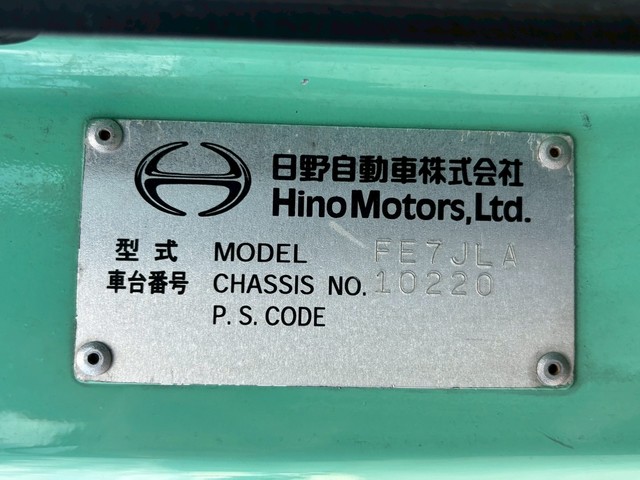 日野自動車株式会社
Hino Motors, Ltd.
型式 MODEL FE7JLA
車台番号 CHASSIS NO. 10220
P. S. CODE